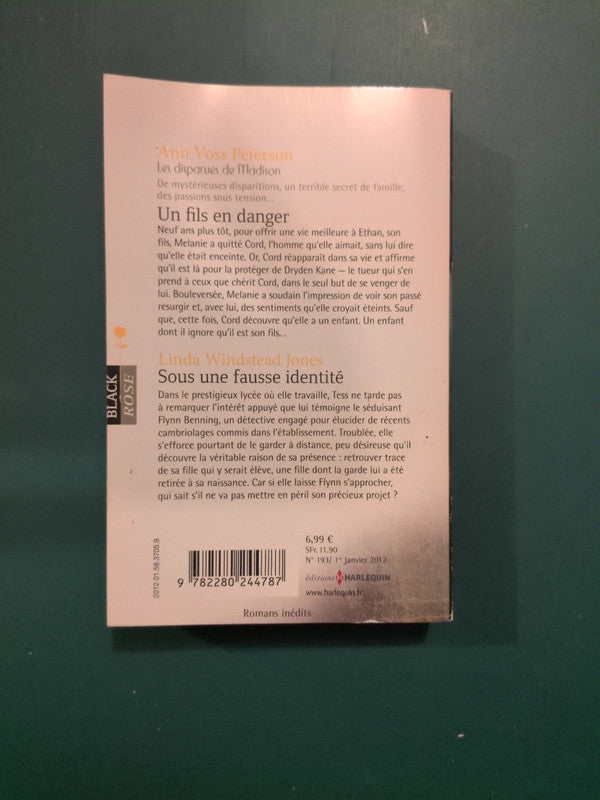 Ann Voss Peterson
Les disparues de Madison
De mystérieuses disparitions, un terrible secret de famille,
des passions sous tension...
Un fils en danger
Neuf ans plus tôt, pour offrir une vie meilleure à Ethan, son
fils, Melanie a quitté Cord, l'homme qu'elle aimait, sans lui dire
qu'elle était enceinte. Or, Cord réapparaît dans sa vie et affirme
qu'il est là pour la protéger de Dryden Kane — le tueur qui s'en
prend à ceux que chérit Cord, dans le seul but de se venger de
lui. Bouleversée, Melanie a soudain l'impression de voir son passé
resurgir et, avec lui, des sentiments qu'elle croyait éteints. Sauf
que, cette fois, Cord découvre qu'elle a un enfant. Un enfant
dont il ignore qu'il est son fils...
Linda Windstead Jones
Sous une fausse identité
Dans le prestigieux lycée où elle travaille, Tess ne tarde pas
à remarquer l'intérêt appuyé que lui témoigne le séduisant
Flynn Benning, un détective engagé pour élucider de récents
cambriolages commis dans l'établissement. Troublée, elle
s'efforce pourtant de le garder à distance, peu désireuse qu'il
découvre la véritable raison de sa présence : retrouver trace
de sa fille qui y serait élève, une fille dont la garde lui a été
retirée à sa naissance. Car si elle laisse Flynn s'approcher,
qui sait s'il ne va pas mettre en péril son précieux projet ?
BLACK
ROSE
2012.01.58.3705.9
9 782280 244787
6,99 €
SFr. 11.90
N° 193/ 1er janvier 2012
éditions HARLEQUIN
www.harlequin.fr
Romans inédits